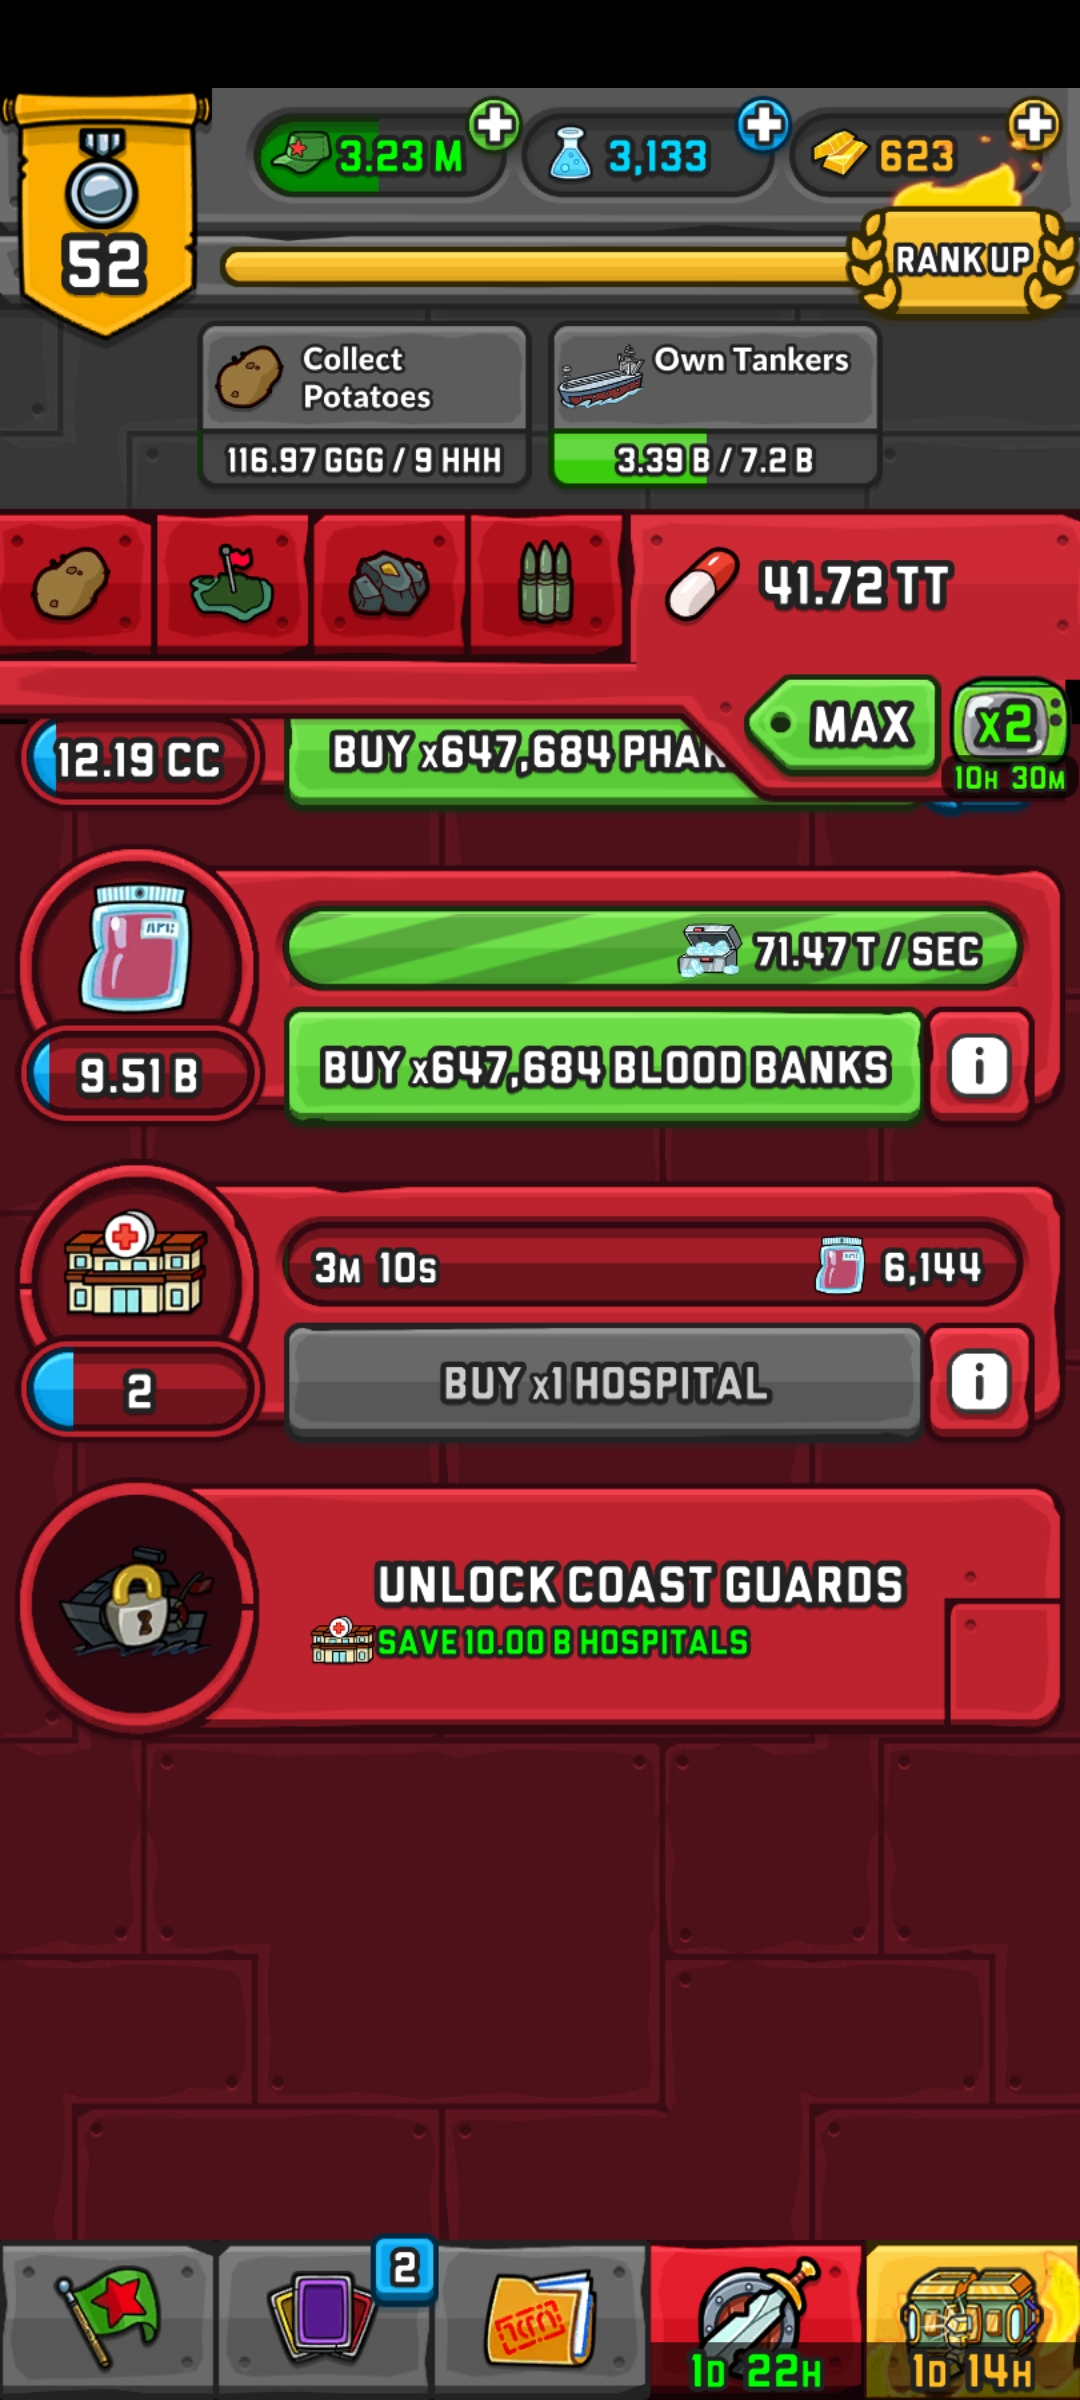 3.23 M
3,133
623
52
RANK UP
Collect
Potatoes
116.97 GGG / 9 HHH
Own Tankers
3.39 B / 7.2 B
41.72 TT
MAX
x2
10H 30M
12.19 CC
BUY x647,684
71.47 T / SEC
9.51 B
BUY x647,684 BLOOD BANKS
i
3M 10S
6,144
2
BUY x1 HOSPITAL
i
UNLOCK COAST GUARDS
SAVE 10.00 B HOSPITALS
2
1D 22H
1D 14H